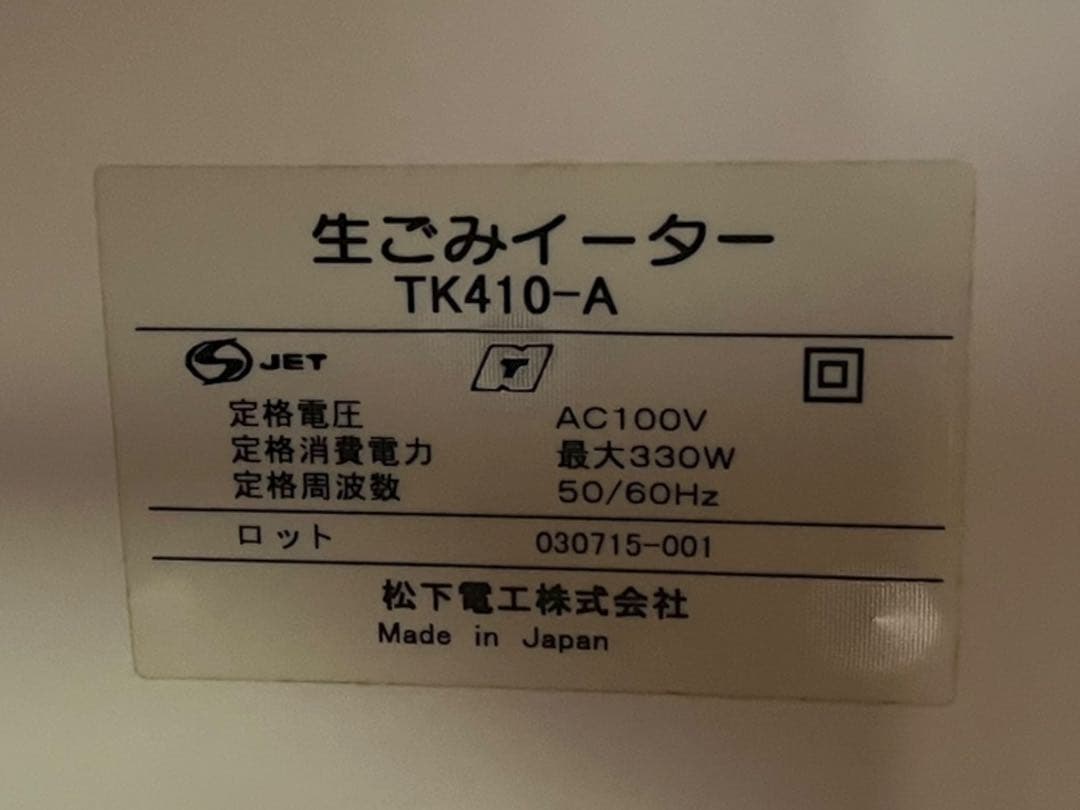 生ごみイーター
TK410-A
S JET T
定格電圧 AC100V
定格消費電力 最大330W
定格周波数 50/60Hz
ロット 030715-001
松下電工株式会社
Made in Japan